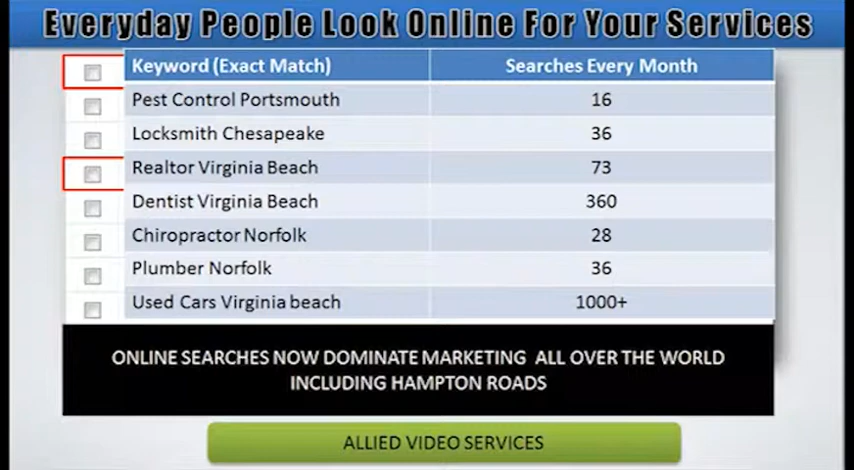 Everyday People Look Online For Your Services
Keyword (Exact Match) Searches Every Month
Pest Control Portsmouth 16
Locksmith Chesapeake 36
Realtor Virginia Beach 73
Dentist Virginia Beach 360
Chiropractor Norfolk 28
Plumber Norfolk 36
Used Cars Virginia beach 1000+
ONLINE SEARCHES NOW DOMINATE MARKETING ALL OVER THE WORLD
INCLUDING HAMPTON ROADS
ALLIED VIDEO SERVICES